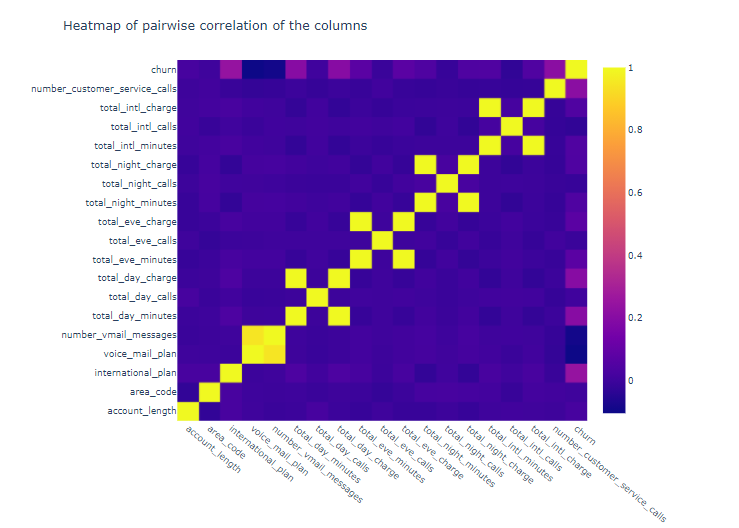 Heatmap of pairwise correlation of the columns
churn
number_customer_service_calls
total_intl_charge
total_intl_calls
total_intl_minutes
total_night_charge
total_night_calls
total_night_minutes
total_eve_charge
total_eve_calls
total_eve_minutes
total_day_charge
total_day_calls
total_day_minutes
number_vmail_messages
voice_mail_plan
international_plan
area_code
account_length
account_length
area_code
international_plan
voice_mail_plan
number_vmail_messages
total_day_minutes
total_day_calls
total_day_charge
total_eve_minutes
total_eve_calls
total_eve_charge
total_night_minutes
total_night_calls
total_night_charge
total_intl_minutes
total_intl_calls
total_intl_charge
number_customer_service_calls
churn
1
0.8
0.6
0.4
0.2
0